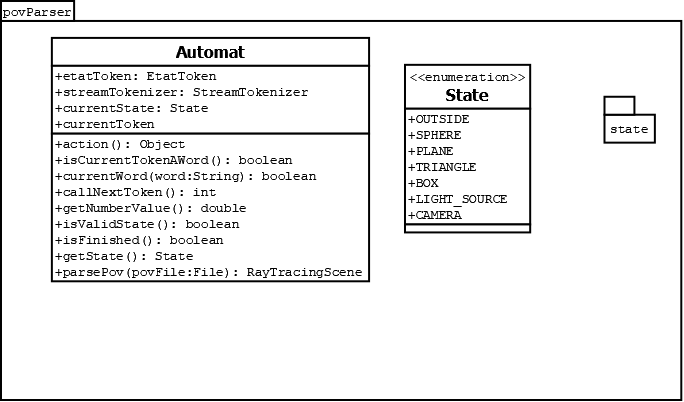 povParser
Automat
+etatToken: EtatToken
+streamTokenizer: StreamTokenizer
+currentState: State
+currentToken
+action(): Object
+isCurrentTokenAWord(): boolean
+currentWord(word:String): boolean
+callNextToken(): int
+getNumberValue(): double
+isValidState(): boolean
+isFinished(): boolean
+getState(): State
+parsePov(povFile:File): RayTracingScene
<<enumeration>>
State
+OUTSIDE
+SPHERE
+PLANE
+TRIANGLE
+BOX
+LIGHT_SOURCE
+CAMERA
state